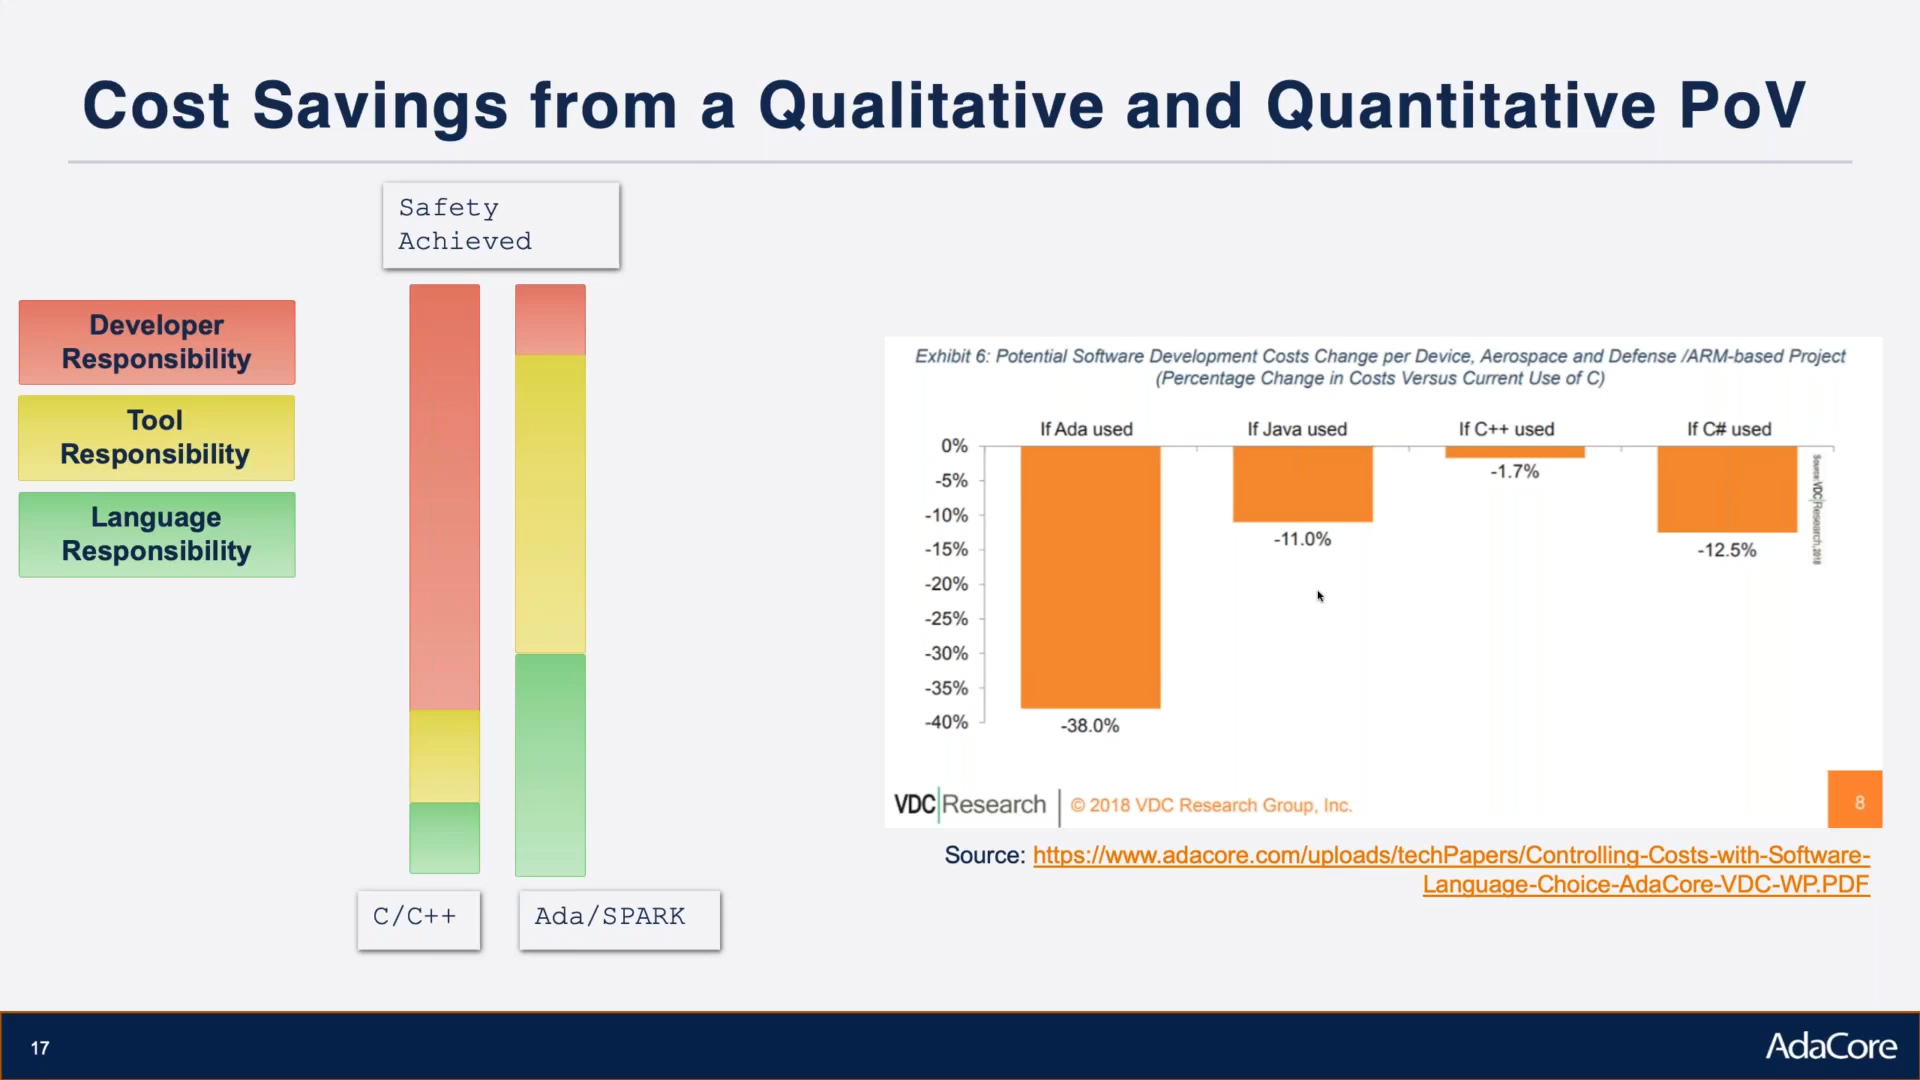 Cost Savings from a Qualitative and Quantitative PoV
Safety
Achieved
Developer
Responsibility
Tool
Responsibility
Language
Responsibility
C/C++
Ada/SPARK
Exhibit 6: Potential Software Development Costs Change per Device, Aerospace and Defense /ARM-based Project
(Percentage Change in Costs Versus Current Use of C)
If Ada used
If Java used
If C++ used
If C# used
0%
-5%
-10%
-15%
-20%
-25%
-30%
-35%
-40%
-38.0%
-11.0%
-1.7%
-12.5%
Source: VDC Research, 2018
VDC Research
© 2018 VDC Research Group, Inc.
8
Source: https://www.adacore.com/uploads/techPapers/Controlling-Costs-with-Software-
Language-Choice-AdaCore-VDC-WP.PDF
17
AdaCore